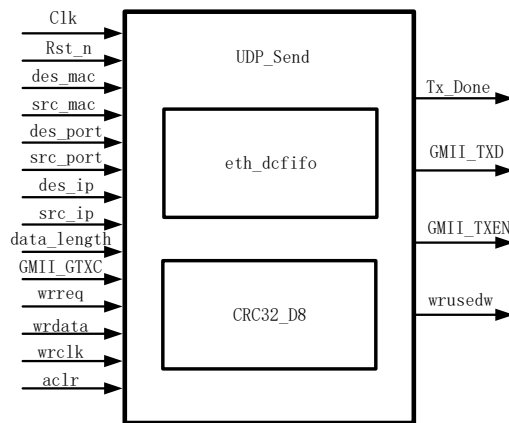 Clk
Rst_n
des_mac
src_mac
des_port
src_port
des_ip
src_ip
data_length
GMII_GTXC
wrreq
wrdata
wrclk
aclr
UDP_Send
eth_dcfifo
CRC32_D8
Tx_Done
GMII_TXD
GMII_TXEN
wrusedw